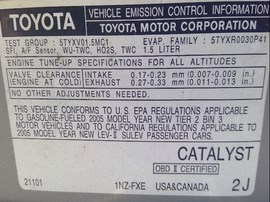 TOYOTA
VEHICLE EMISSION CONTROL INFORMATION
TOYOTA MOTOR CORPORATION
TEST GROUP : 5TYXV01.5MC1 EVAP. FAMILY : 5TYXR0030P41
SFI, AF Sensor, WU-TWC, HO2S, TWC 1.5 LITER
ENGINE TUNE-UP SPECIFICATIONS FOR ALL ALTITUDES
VALVE CLEARANCE INTAKE 0.17-0.23 mm (0.007-0.009 in.)
(ENGINE AT COLD) EXHAUST 0.27-0.33 mm (0.011-0.013 in.)
NO OTHER ADJUSTMENTS NEEDED.
THIS VEHICLE CONFORMS TO U.S EPA REGULATIONS APPLICABLE
TO GASOLINE-FUELED 2005 MODEL YEAR NEW TIER 2 BIN 3
MOTOR VEHICLES AND TO CALIFORNIA REGULATIONS APPLICABLE
TO 2005 MODEL YEAR NEW LEV-II SULEV PASSENGER CARS.
CATALYST
OBD II CERTIFIED
21101 1NZ-FXE USA&CANADA 2J